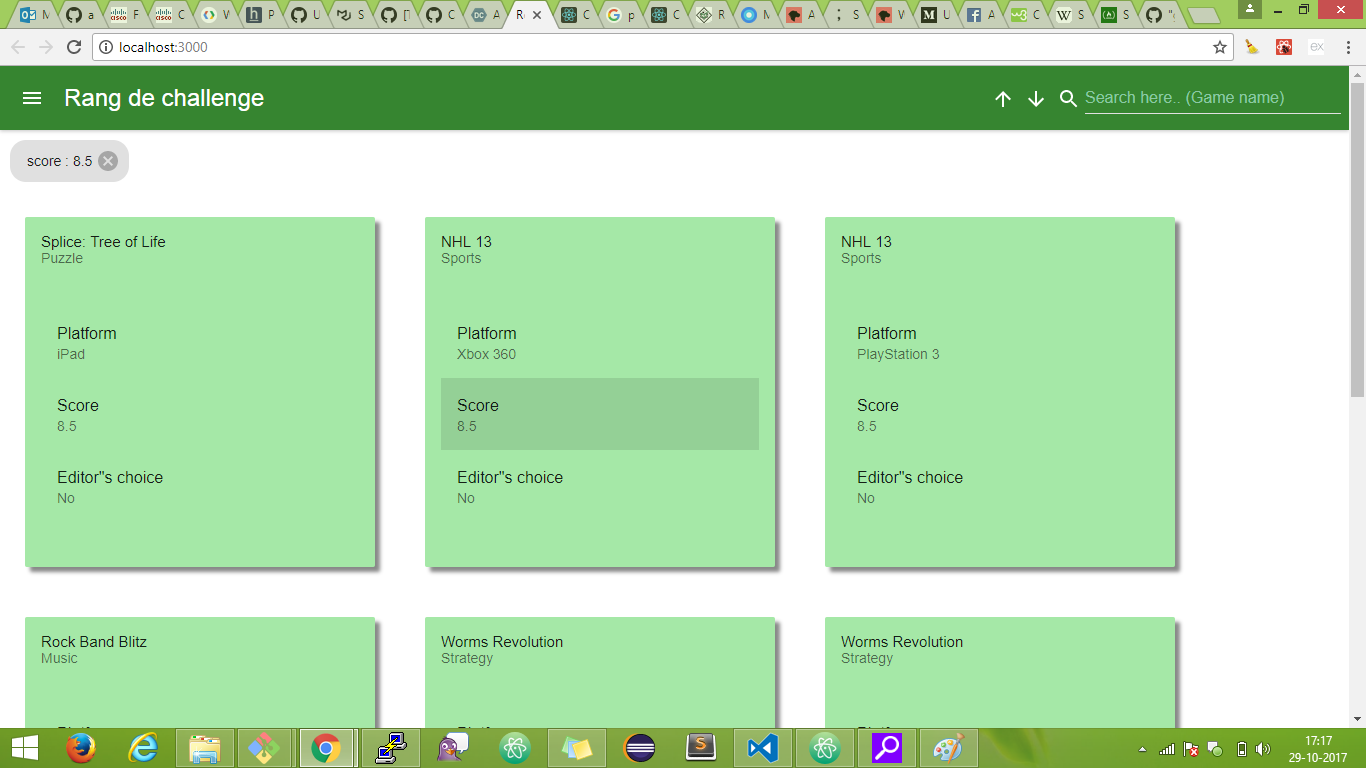 localhost:3000
Rang de challenge
Search here.. (Game name)
score : 8.5
Splice: Tree of Life
Puzzle
Platform
iPad
Score
8.5
Editor"s choice
No
NHL 13
Sports
Platform
Xbox 360
Score
8.5
Editor"s choice
No
NHL 13
Sports
Platform
PlayStation 3
Score
8.5
Editor"s choice
No
Rock Band Blitz
Music
Worms Revolution
Strategy
Worms Revolution
Strategy
17:17
29-10-2017